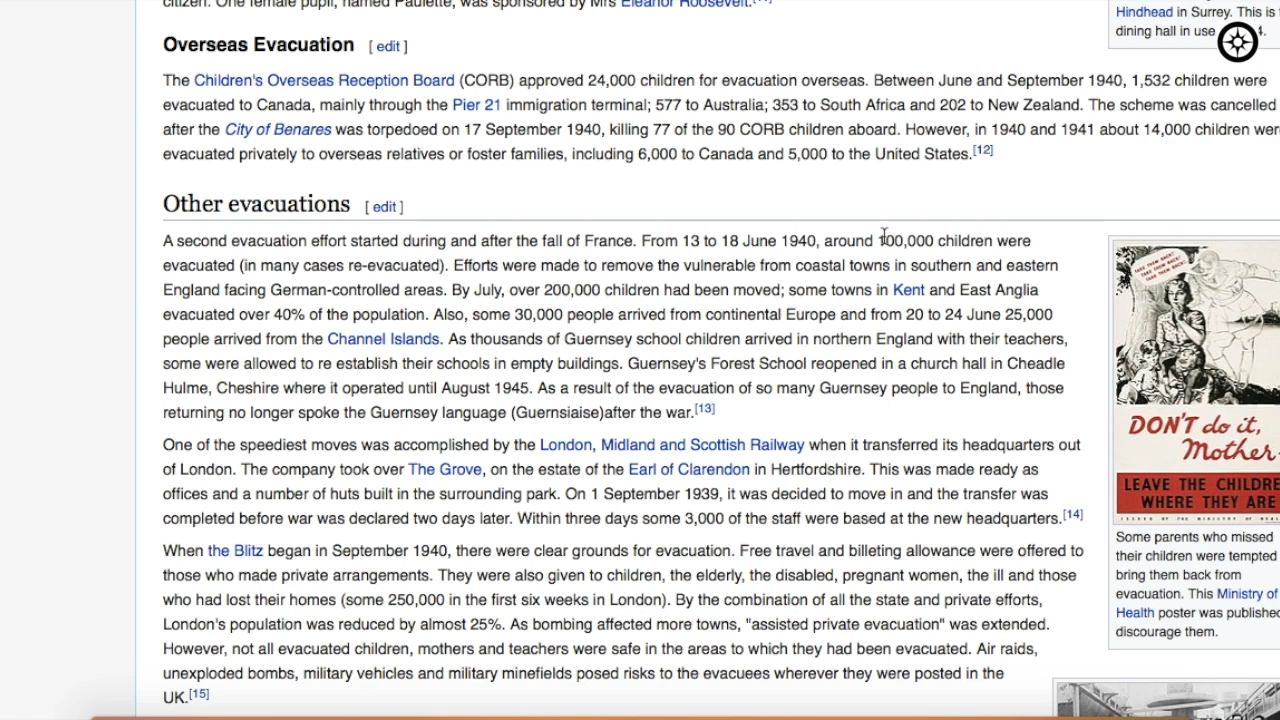 citizen. One female pupil, named Paulette, was sponsored by Mrs Eleanor Roosevelt.
Hindhead in Surrey. This is
dining hall in use
Overseas Evacuation [ edit ]
The Children's Overseas Reception Board (CORB) approved 24,000 children for evacuation overseas. Between June and September 1940, 1,532 children were
evacuated to Canada, mainly through the Pier 21 immigration terminal; 577 to Australia; 353 to South Africa and 202 to New Zealand. The scheme was cancelled
after the City of Benares was torpedoed on 17 September 1940, killing 77 of the 90 CORB children aboard. However, in 1940 and 1941 about 14,000 children wer
evacuated privately to overseas relatives or foster families, including 6,000 to Canada and 5,000 to the United States.[12]
Other evacuations [ edit ]
A second evacuation effort started during and after the fall of France. From 13 to 18 June 1940, around 100,000 children were
evacuated (in many cases re-evacuated). Efforts were made to remove the vulnerable from coastal towns in southern and eastern
England facing German-controlled areas. By July, over 200,000 children had been moved; some towns in Kent and East Anglia
evacuated over 40% of the population. Also, some 30,000 people arrived from continental Europe and from 20 to 24 June 25,000
people arrived from the Channel Islands. As thousands of Guernsey school children arrived in northern England with their teachers,
some were allowed to re establish their schools in empty buildings. Guernsey's Forest School reopened in a church hall in Cheadle
Hulme, Cheshire where it operated until August 1945. As a result of the evacuation of so many Guernsey people to England, those
returning no longer spoke the Guernsey language (Guernsiaise)after the war.[13]
One of the speediest moves was accomplished by the London, Midland and Scottish Railway when it transferred its headquarters out
of London. The company took over The Grove, on the estate of the Earl of Clarendon in Hertfordshire. This was made ready as
offices and a number of huts built in the surrounding park. On 1 September 1939, it was decided to move in and the transfer was
completed before war was declared two days later. Within three days some 3,000 of the staff were based at the new headquarters.[14]
When the Blitz began in September 1940, there were clear grounds for evacuation. Free travel and billeting allowance were offered to
those who made private arrangements. They were also given to children, the elderly, the disabled, pregnant women, the ill and those
who had lost their homes (some 250,000 in the first six weeks in London). By the combination of all the state and private efforts,
London's population was reduced by almost 25%. As bombing affected more towns, "assisted private evacuation" was extended.
However, not all evacuated children, mothers and teachers were safe in the areas to which they had been evacuated. Air raids,
unexploded bombs, military vehicles and military minefields posed risks to the evacuees wherever they were posted in the
UK.[15]
TAKE THEM BACK!
TAKE THEM BACK!
TAKE THEM BACK!
DON'T do it,
Mother
LEAVE THE CHILDRE
WHERE THEY ARE
Some parents who missed
their children were tempted
bring them back from
evacuation. This Ministry of
Health poster was published
discourage them.